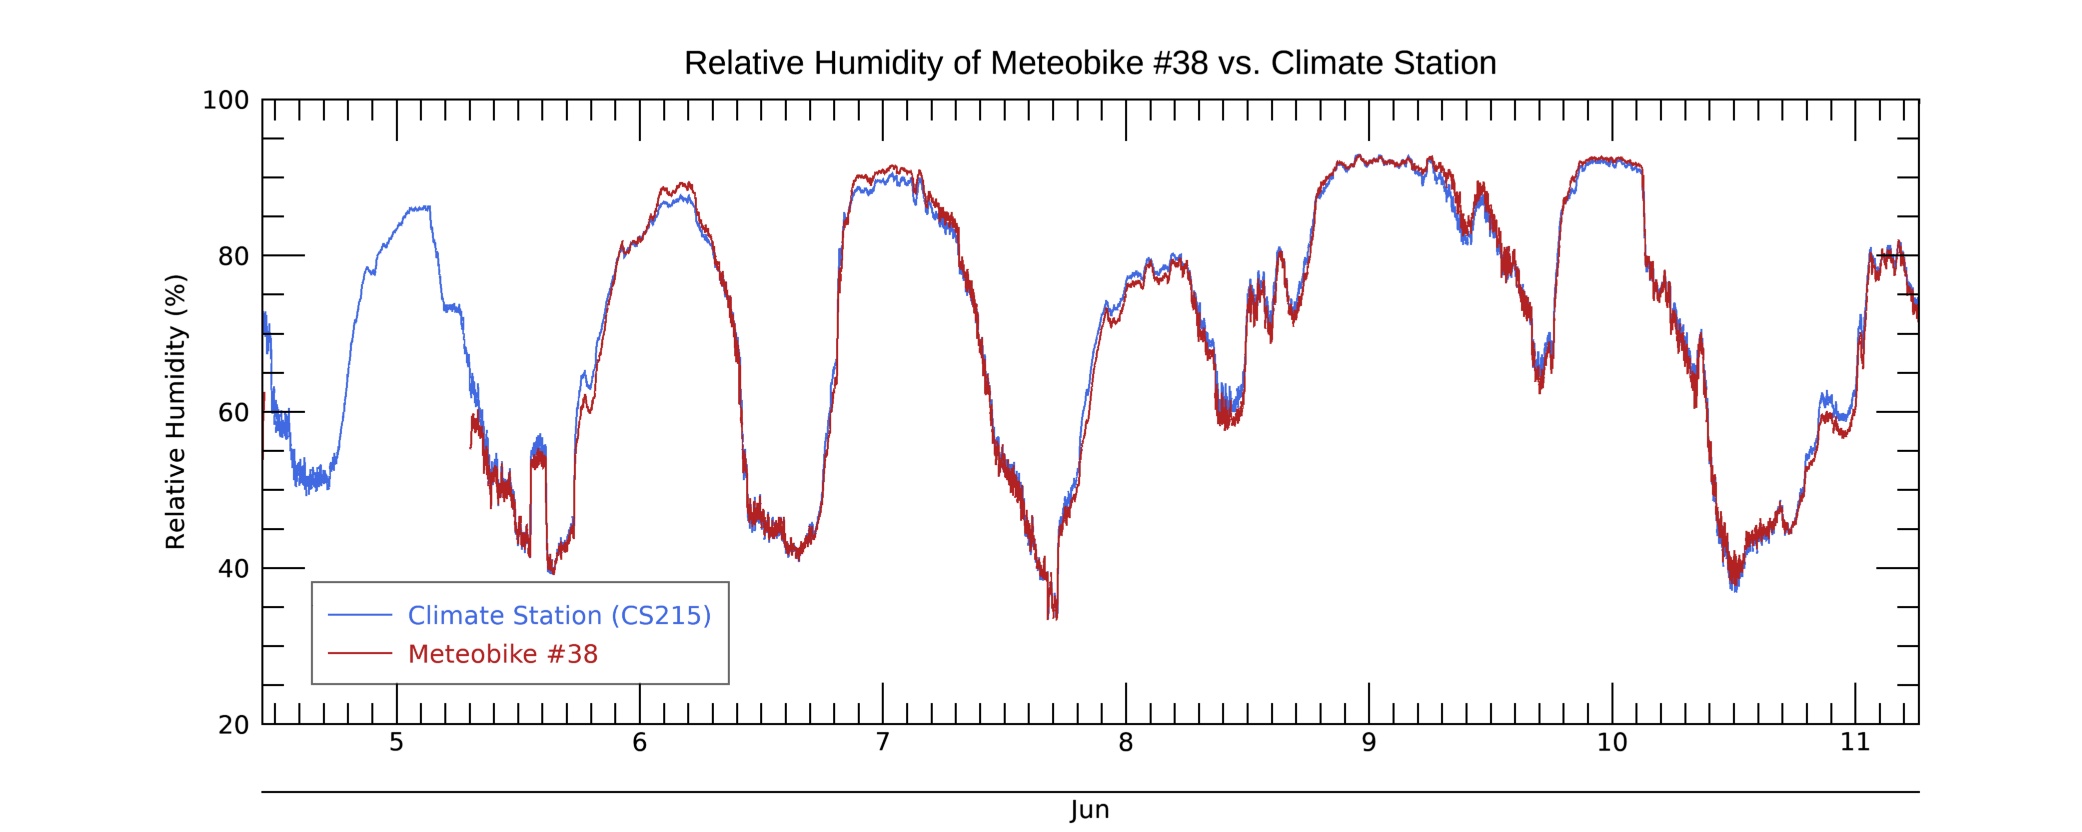 Relative Humidity of Meteobike #38 vs. Climate Station
Relative Humidity (%)
100
80
60
40
20
Climate Station (CS215)
Meteobike #38
5 6 7 8 9 10 11
Jun